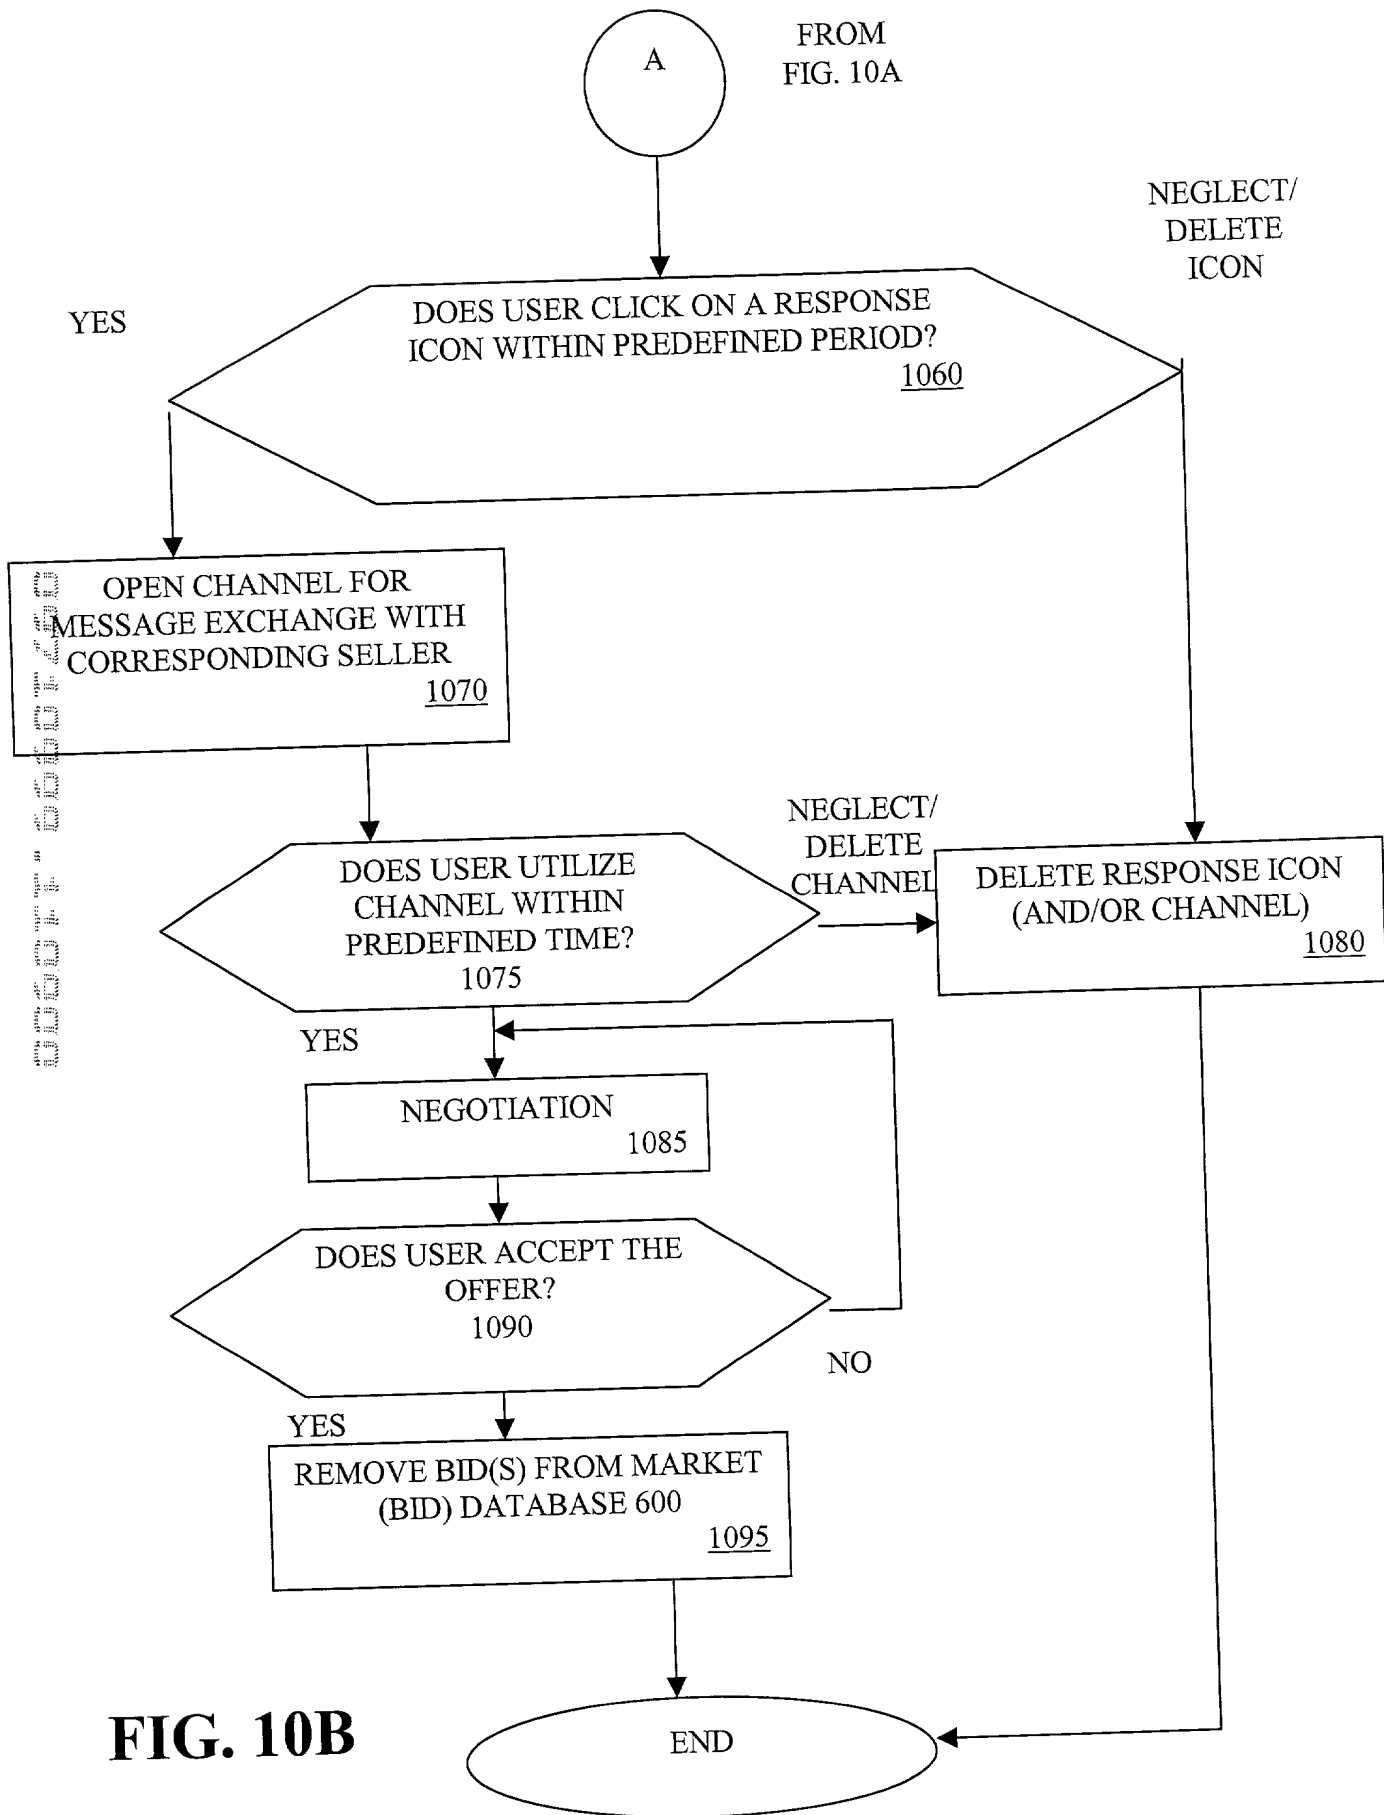 A
FROM
FIG. 10A
NEGLECT/
DELETE
ICON
YES
DOES USER CLICK ON A RESPONSE
ICON WITHIN PREDEFINED PERIOD?
1060
OPEN CHANNEL FOR
MESSAGE EXCHANGE WITH
CORRESPONDING SELLER
1070
NEGLECT/
DELETE
CHANNEL
DOES USER UTILIZE
CHANNEL WITHIN
PREDEFINED TIME?
1075
DELETE RESPONSE ICON
(AND/OR CHANNEL)
1080
YES
NEGOTIATION
1085
DOES USER ACCEPT THE
OFFER?
1090
NO
YES
REMOVE BID(S) FROM MARKET
(BID) DATABASE 600
1095
END
FIG. 10B